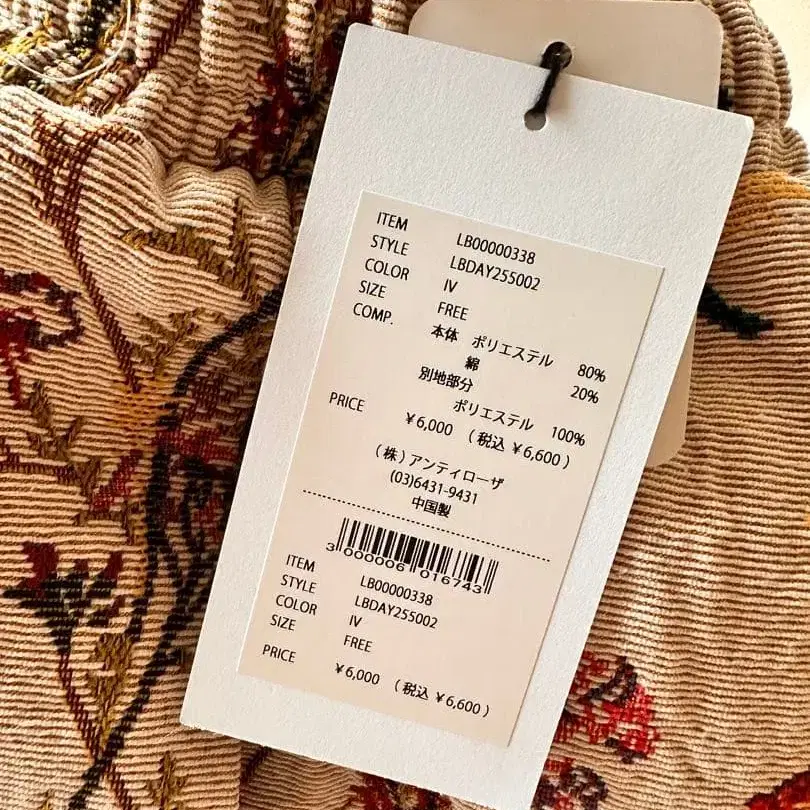 ITEM LB00000338
STYLE LBDAY255002
COLOR IV
SIZE FREE
COMP. 本体 ポリエステル 80%
綿 20%
別地部分
ポリエステル 100%
PRICE ¥6,000 (税込 ¥6,600)
(株)アンティローザ
(03)6431-9431
中国製
3 000006 016743
ITEM LB00000338
STYLE LBDAY255002
COLOR IV
SIZE FREE
PRICE ¥6,000 (税込 ¥6,600)